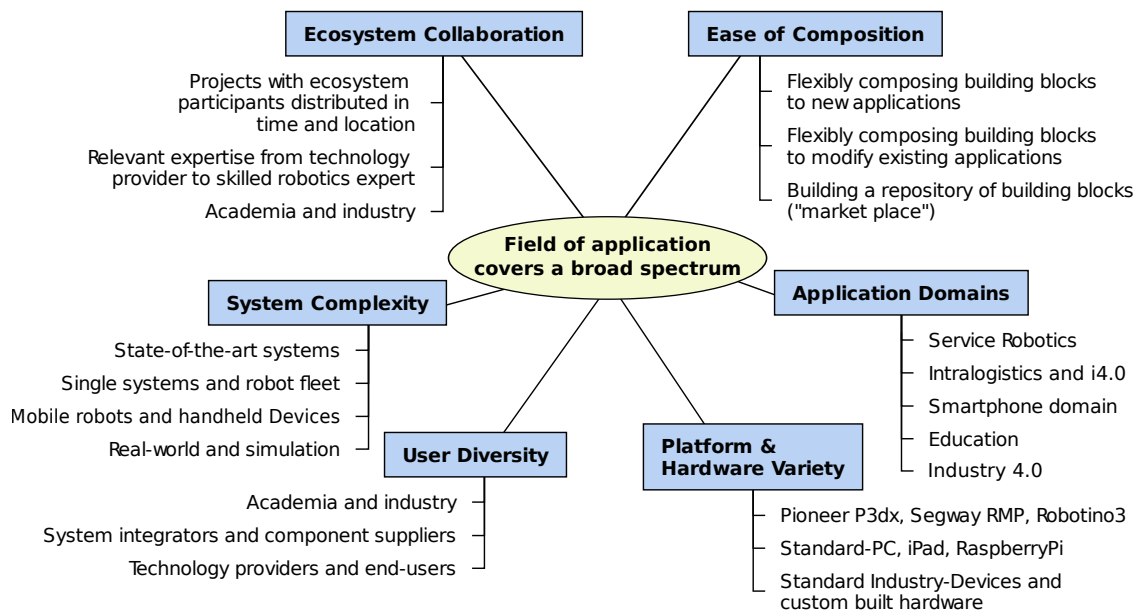 Ecosystem Collaboration
Projects with ecosystem
participants distributed in
time and location
Relevant expertise from technology
provider to skilled robotics expert
Academia and industry
Ease of Composition
Flexibly composing building blocks
to new applications
Flexibly composing building blocks
to modify existing applications
Building a repository of building blocks
("market place")
Field of application
covers a broad spectrum
System Complexity
State-of-the-art systems
Single systems and robot fleet
Mobile robots and handheld Devices
Real-world and simulation
Application Domains
Service Robotics
Intralogistics and i4.0
Smartphone domain
Education
Industry 4.0
User Diversity
Academia and industry
System integrators and component suppliers
Technology providers and end-users
Platform &
Hardware Variety
Pioneer P3dx, Segway RMP, Robotino3
Standard-PC, iPad, RaspberryPi
Standard Industry-Devices and
custom built hardware